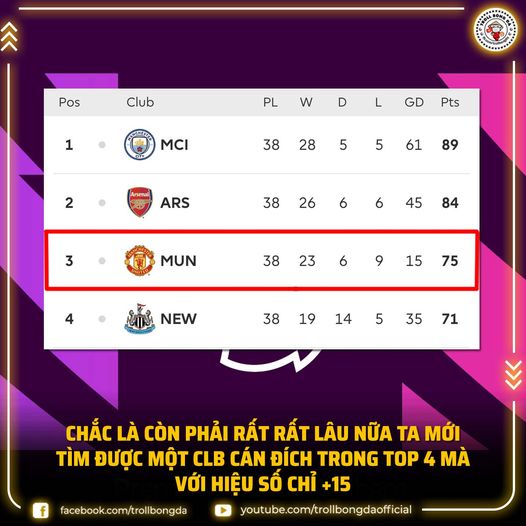 TROLL BONG DA
Pos Club PL W D L GD Pts
1 MCI 38 28 5 5 61 89
2 ARS 38 26 6 6 45 84
3 MUN 38 23 6 9 15 75
4 NEW 38 19 14 5 35 71
CHẮC LÀ CÒN PHẢI RẤT RẤT LÂU NỮA TA MỚI
TÌM ĐƯỢC MỘT CLB CÁN ĐÍCH TRONG TOP 4 MÀ
VỚI HIỆU SỐ CHỈ +15
facebook.com/trollbongda youtube.com/trollbongdaofficial